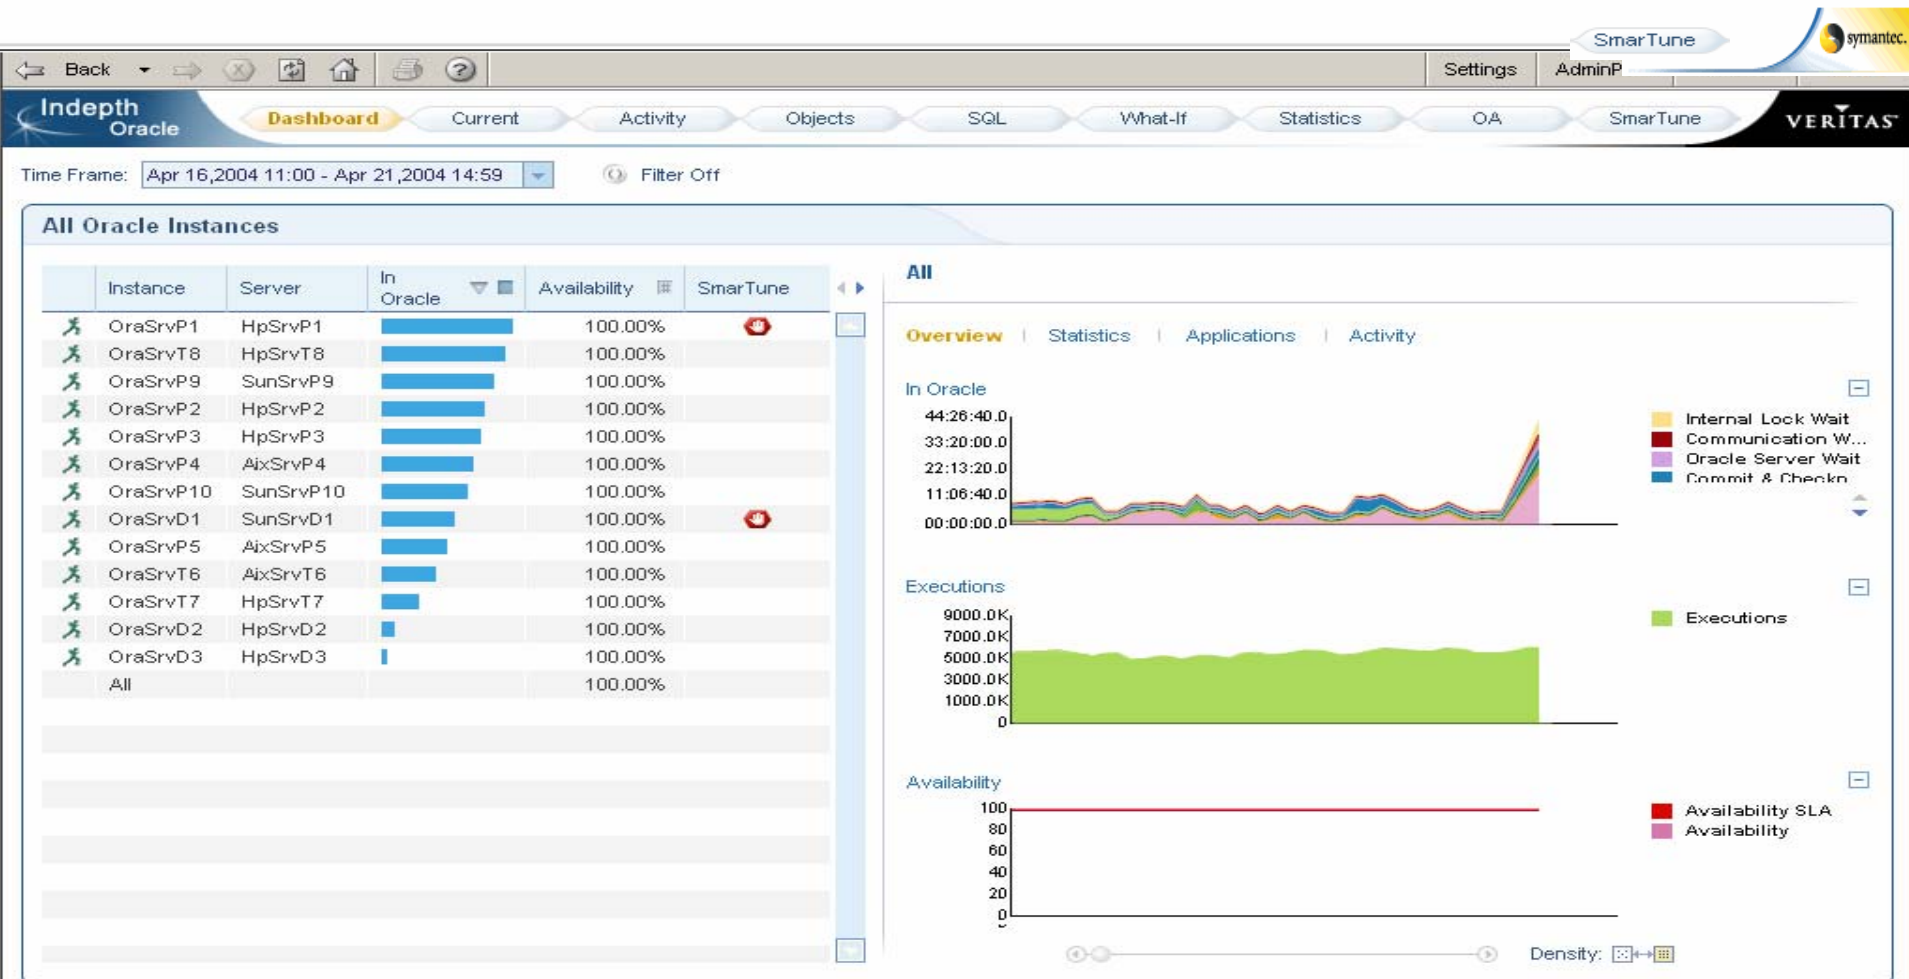 SmarTune
symantec.
Back
Settings
AdminP
Indepth
Oracle
Dashboard
Current
Activity
Objects
SQL
What-If
Statistics
OA
SmarTune
VERITAS
Time Frame: Apr 16,2004 11:00 - Apr 21,2004 14:59
Filter Off
All Oracle Instances
Instance Server In Oracle Availability SmarTune
OraSrvP1 HpSrvP1 100.00%
OraSrvT8 HpSrvT8 100.00%
OraSrvP9 SunSrvP9 100.00%
OraSrvP2 HpSrvP2 100.00%
OraSrvP3 HpSrvP3 100.00%
OraSrvP4 AixSrvP4 100.00%
OraSrvP10 SunSrvP10 100.00%
OraSrvD1 SunSrvD1 100.00%
OraSrvP5 AixSrvP5 100.00%
OraSrvT6 AixSrvT6 100.00%
OraSrvT7 HpSrvT7 100.00%
OraSrvD2 HpSrvD2 100.00%
OraSrvD3 HpSrvD3 100.00%
All 100.00%
All
Overview | Statistics | Applications | Activity
In Oracle
44:26:40.0
33:20:00.0
22:13:20.0
11:06:40.0
00:00:00.0
Internal Lock Wait
Communication W...
Oracle Server Wait
Commit & Checkp
Executions
9000.0K
7000.0K
5000.0K
3000.0K
1000.0K
0
Executions
Availability
100
80
60
40
20
0
Availability SLA
Availability
Density: